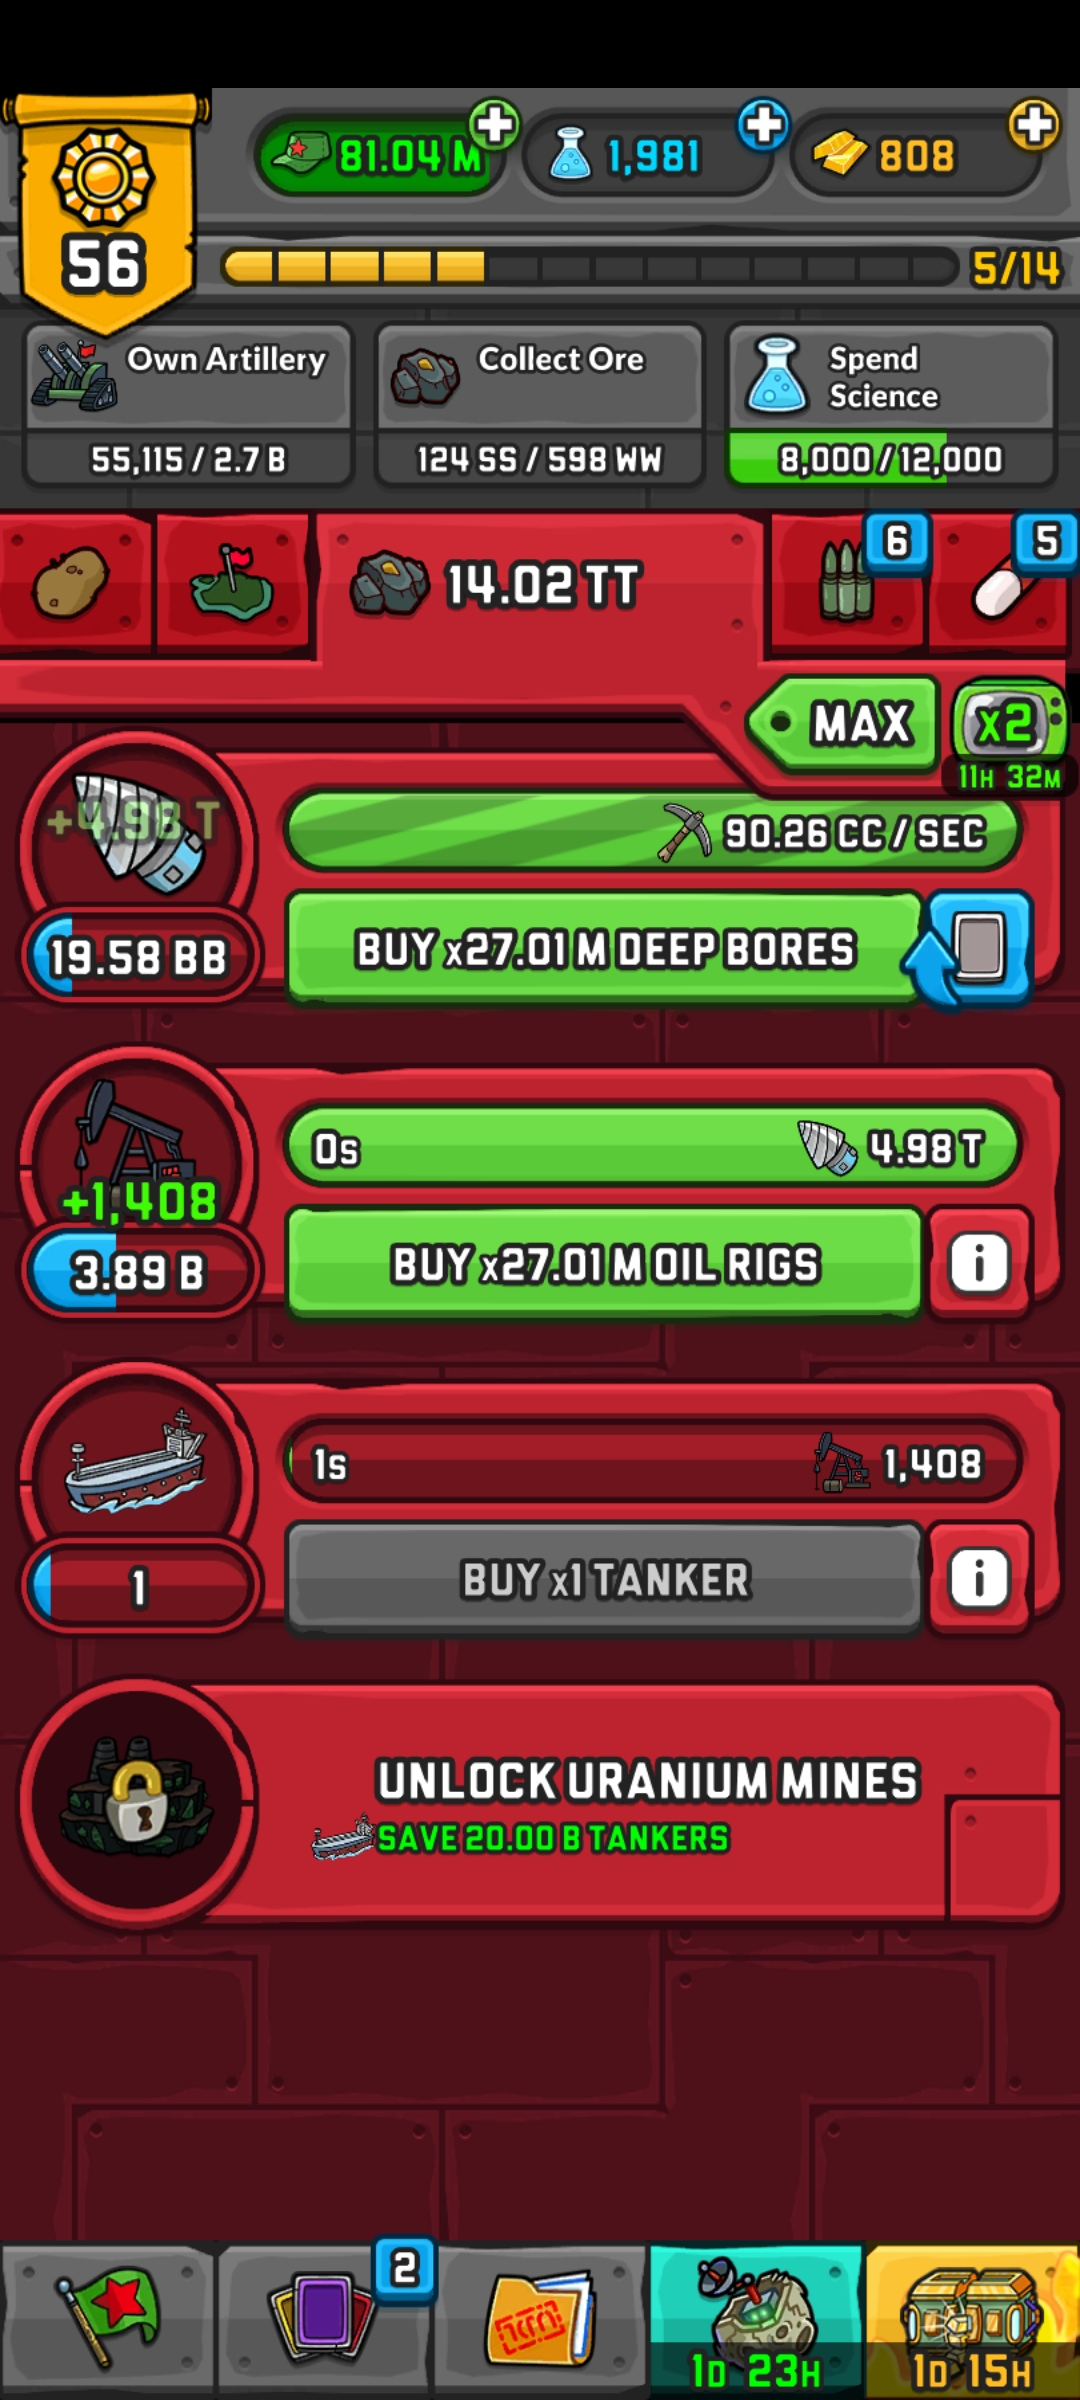 81.04 M
1,981
808
56
5/14
Own Artillery
55,115 / 2.7 B
Collect Ore
124 SS / 598 WW
Spend
Science
8,000 / 12,000
14.02 TT
6
5
MAX
X2
11H 32M
+4.98 T
90.26 CC / SEC
19.58 BB
BUY x27.01 M DEEP BORES
0s
4.98 T
+1,408
3.89 B
BUY x27.01 M OIL RIGS
i
1s
1,408
1
BUY x1 TANKER
i
UNLOCK URANIUM MINES
SAVE 20.00 B TANKERS
2
1D 23H
1D 15H